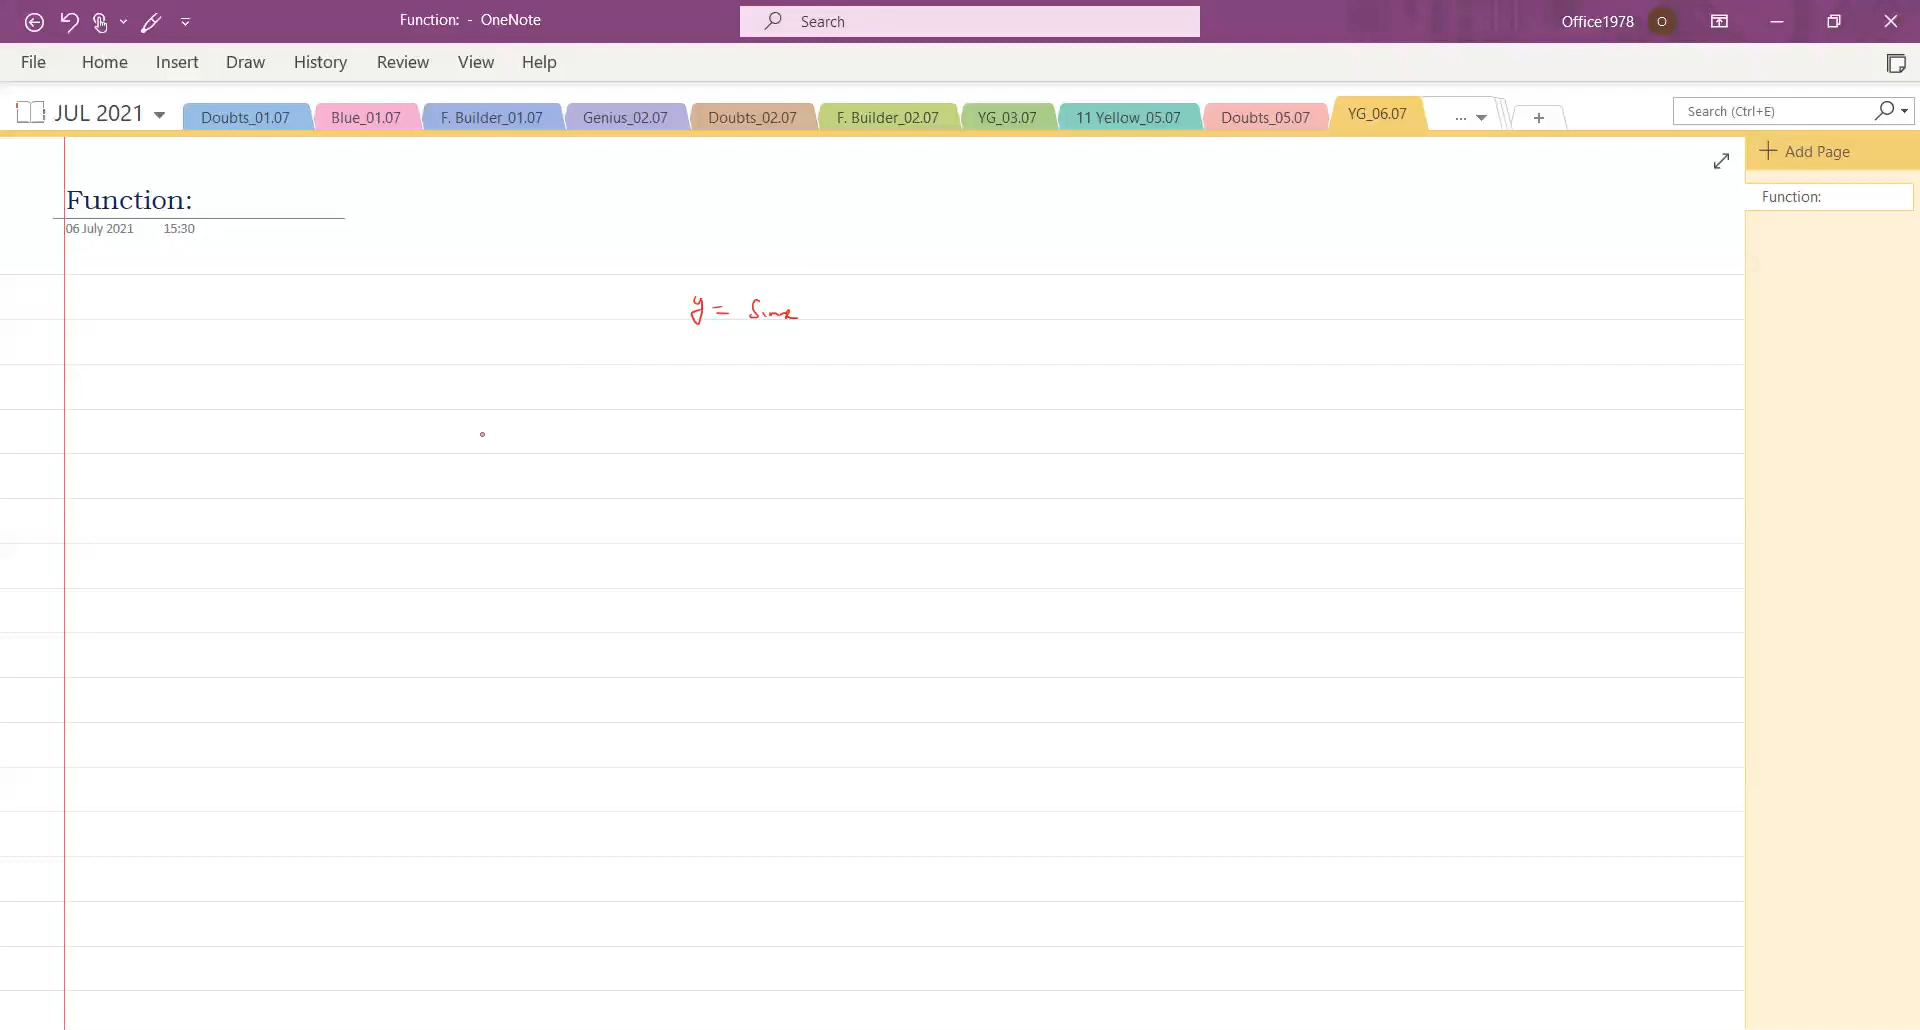 Function: - OneNote
Search
Office1978
O
File Home Insert Draw History Review View Help
JUL 2021
Doubts_01.07
Blue_01.07
F. Builder_01.07
Genius_02.07
Doubts_02.07
F. Builder_02.07
YG_03.07
11 Yellow_05.07
Doubts_05.07
YG_06.07
...
Search (Ctrl+E)
Add Page
Function:
Function:
06 July 2021 15:30
y = Sinx